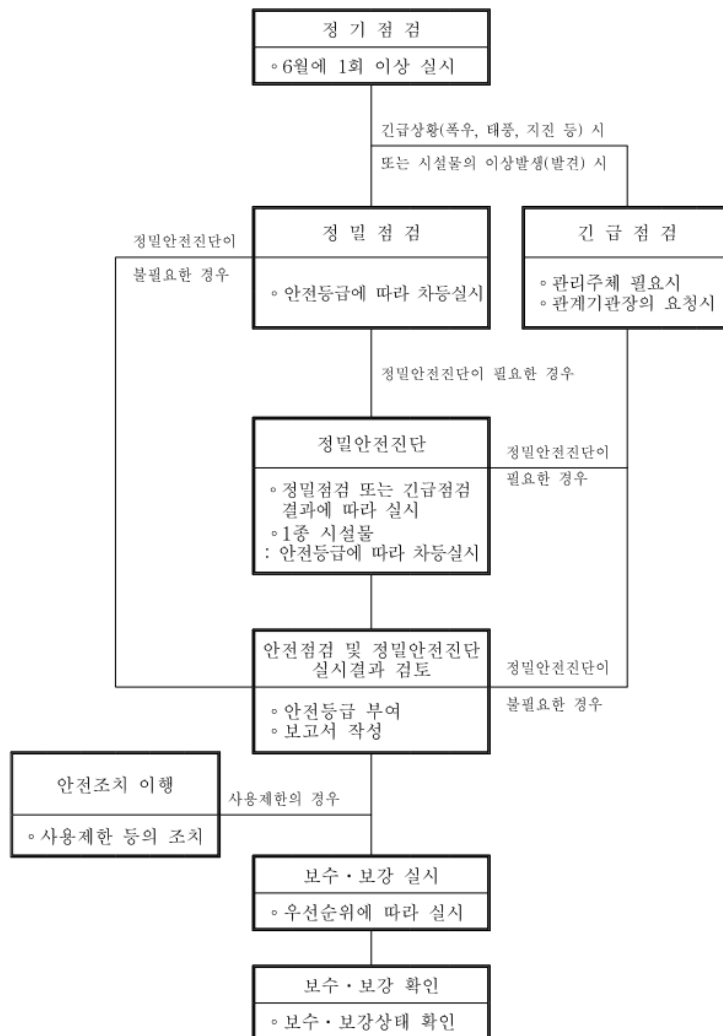 정 기 점 검
◦ 6월에 1회 이상 실시
긴급상황(폭우, 태풍, 지진 등) 시
또는 시설물의 이상발생(발견) 시
정밀안전진단이
불필요한 경우
정 밀 점 검
◦ 안전등급에 따라 차등실시
긴 급 점 검
◦ 관리주체 필요시
◦ 관계기관장의 요청시
정밀안전진단이 필요한 경우
정밀안전진단
◦ 정밀점검 또는 긴급점검
결과에 따라 실시
◦ 1종 시설물
: 안전등급에 따라 차등실시
정밀안전진단이
필요한 경우
안전점검 및 정밀안전진단
실시결과 검토
◦ 안전등급 부여
◦ 보고서 작성
정밀안전진단이
불필요한 경우
안전조치 이행
◦ 사용제한 등의 조치
사용제한의 경우
보수・보강 실시
◦ 우선순위에 따라 실시
보수・보강 확인
◦ 보수・보강상태 확인